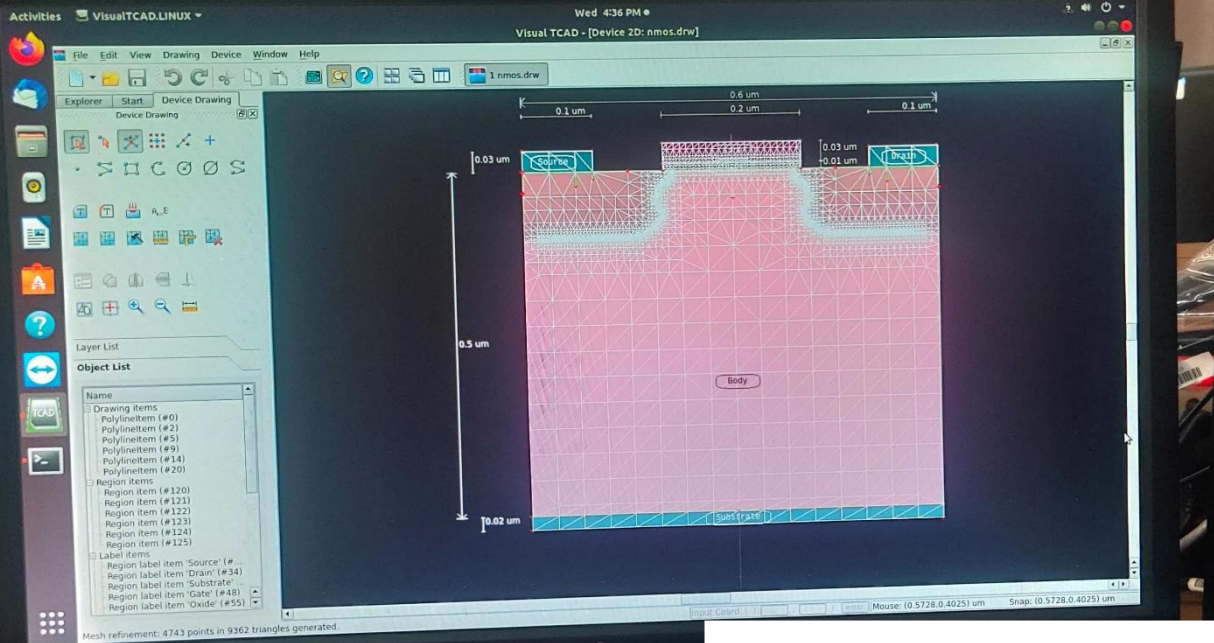 Activities VisualTCAD.LINUX
Wed 4:36 PM
Visual TCAD - [Device 2D: nmos.drw]
File Edit View Drawing Device Window Help
1 nmos.drw
Explorer Start Device Drawing
Device Drawing
A,B
Layer List
Object List
Name
Drawing items
PolylineItem (#0)
PolylineItem (#2)
PolylineItem (#5)
PolylineItem (#9)
PolylineItem (#14)
PolylineItem (#20)
Region items
Region item (#120)
Region item (#121)
Region item (#122)
Region item (#123)
Region item (#124)
Region item (#125)
Label items
Region label item 'Source' (#...
Region label item 'Drain' (#34)
Region label item 'Substrate' ...
Region label item 'Gate' (#48)
Region label item 'Oxide' (#55)
0.6 um
0.1 um
0.2 um
0.1 um
0.03 um
Source
0.03 um
0.01 um
Drain
0.5 um
Body
0.02 um
Substrate
TCAD
Input Coord
Mouse: (0.5728,0.4025) um
Snap: (0.5728,0.4025) um
Mesh refinement: 4743 points in 9362 triangles generated.